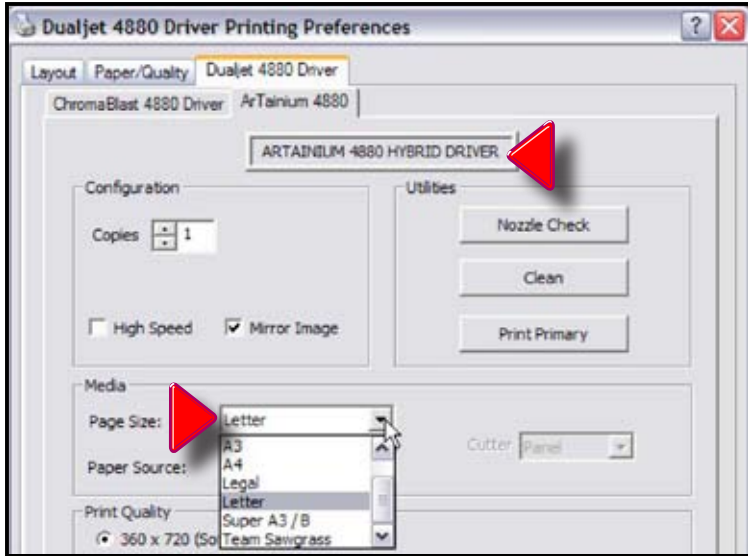 Dualjet 4880 Driver Printing Preferences
Layout Paper/Quality Dualjet 4880 Driver
ChromaBlast 4880 Driver ArTainium 4880
ARTAINIUM 4880 HYBRID DRIVER
Configuration
Copies 1
High Speed Mirror Image
Utilities
Nozzle Check
Clean
Print Primary
Media
Page Size: Letter
A3
A4
Legal
Letter
Super A3 / B
Team Sawgrass
Paper Source:
Cutter Panel
Print Quality
360 x 720 (So